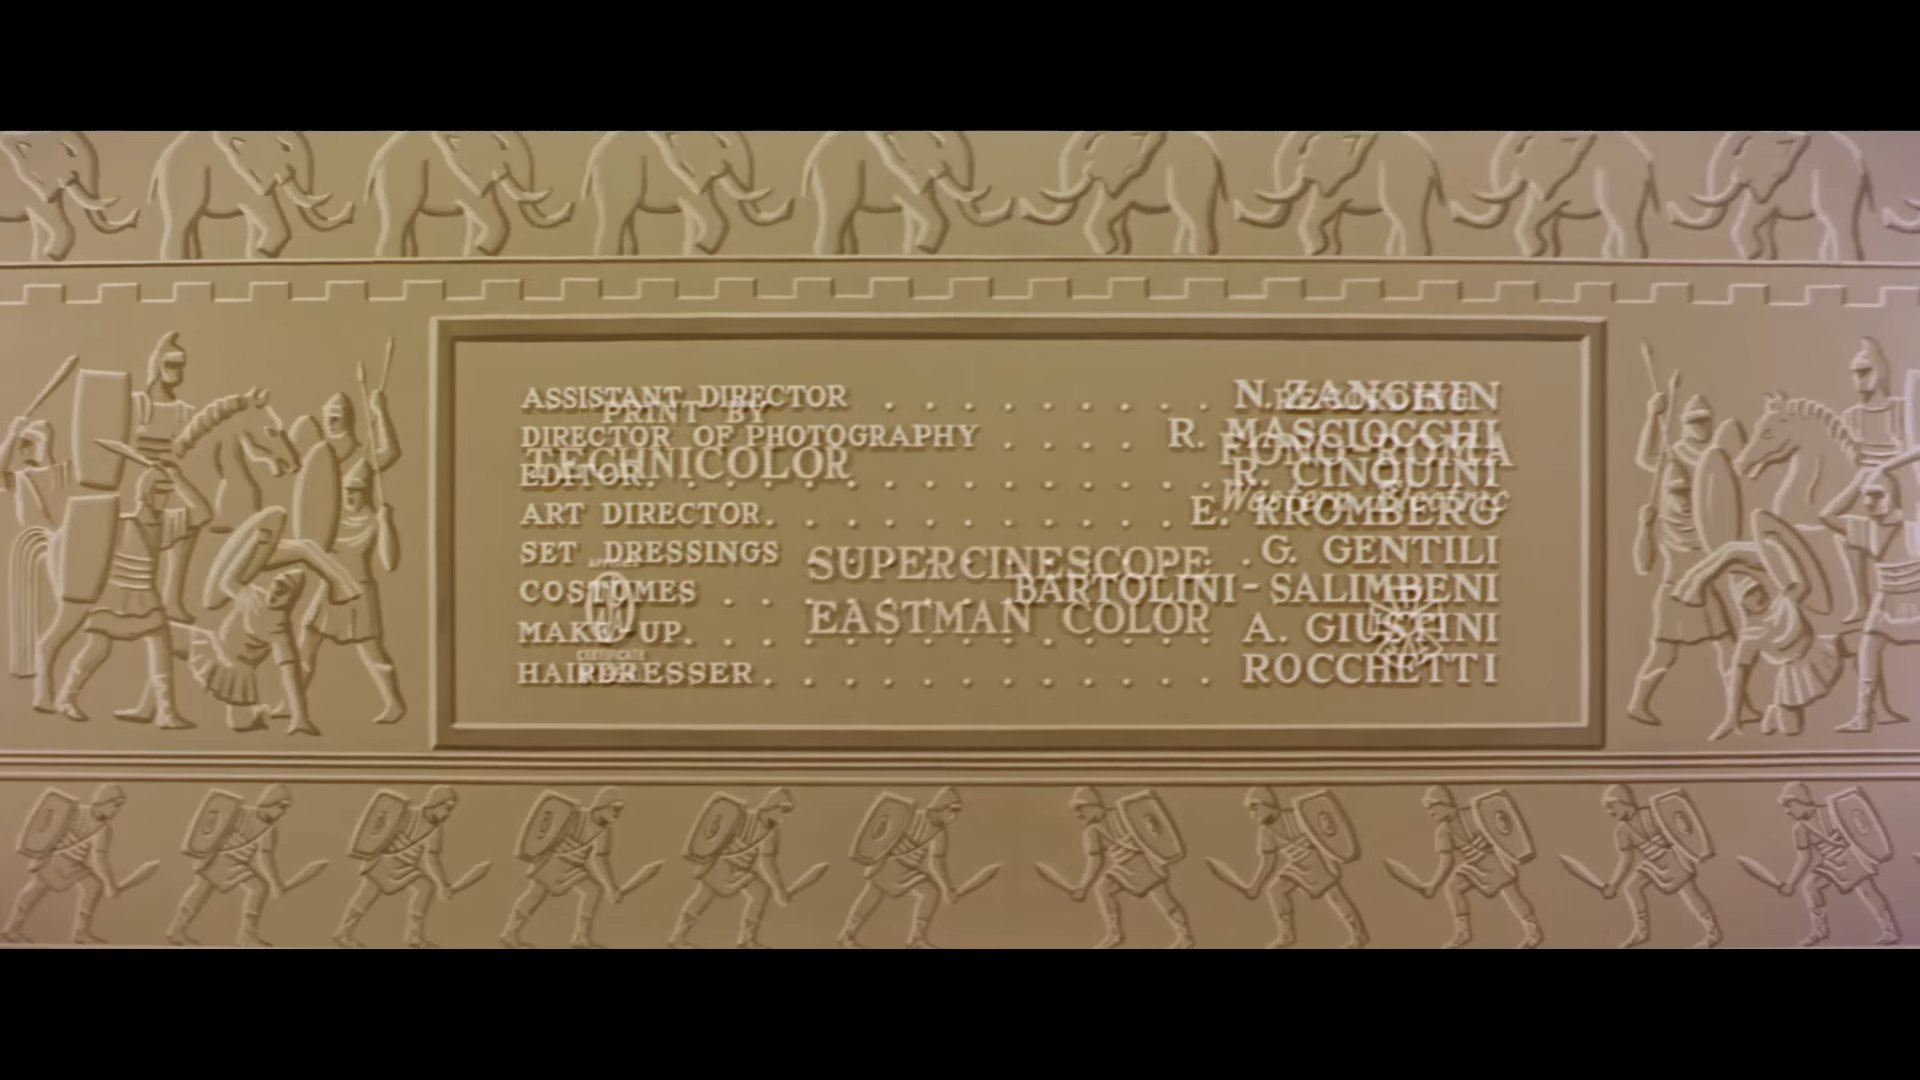 ASSISTANT DIRECTOR . . . . . . . . . N. ZANCHIN
DIRECTOR OF PHOTOGRAPHY . . . . R. MASCIOCCHI
EDITOR. . . . . . . . . . . . . . . R. CINQUINI
ART DIRECTOR. . . . . . . . . . . E. KROMBERG
SET DRESSINGS . G. GENTILI
COSTUMES . . . . . . . BARTOLINI-SALIMBENI
MAKE-UP. . . . . . . . . . . . . . A. GIUSTINI
HAIRDRESSER. . . . . . . . . . . . ROCCHETTI
PRINT BY
TECHNICOLOR
SUPERCINESCOPE
EASTMAN COLOR
FONO-ROMA
Western Electric
CERTIFICATE